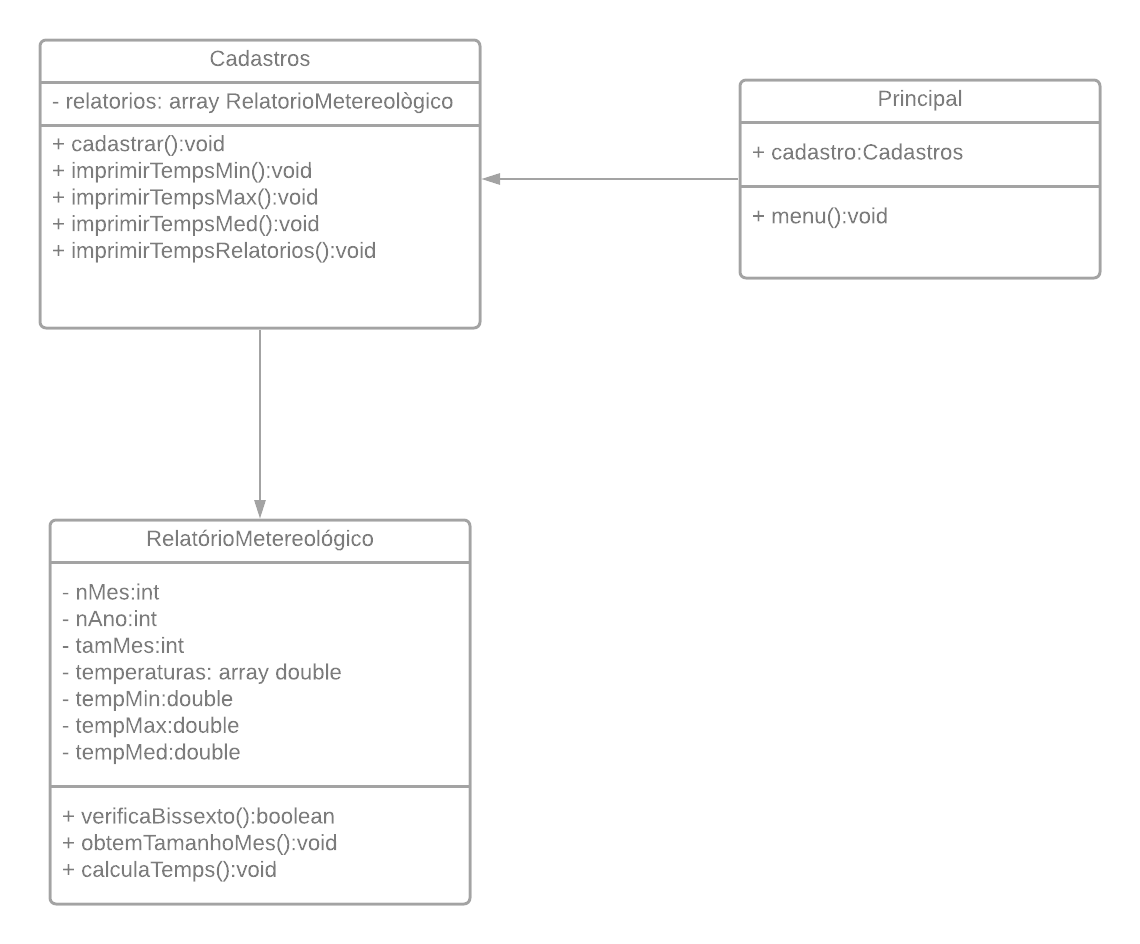 Cadastros
- relatorios: array RelatorioMetereològico
+ cadastrar():void
+ imprimirTempsMin():void
+ imprimirTempsMax():void
+ imprimirTempsMed():void
+ imprimirTempsRelatorios():void
Principal
+ cadastro:Cadastros
+ menu():void
RelatórioMetereológico
- nMes:int
- nAno:int
- tamMes:int
- temperaturas: array double
- tempMin:double
- tempMax:double
- tempMed:double
+ verificaBissexto():boolean
+ obtemTamanhoMes():void
+ calculaTemps():void